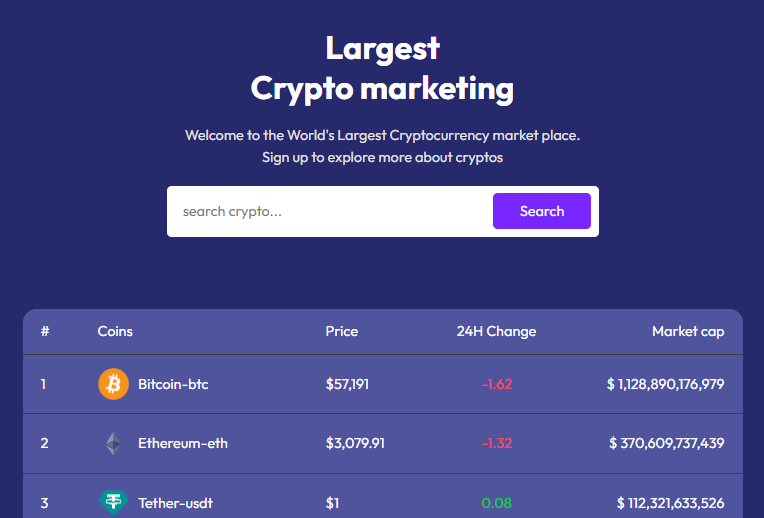 Largest
Crypto marketing
Welcome to the World's Largest Cryptocurrency market place.
Sign up to explore more about cryptos
search crypto... Search
# Coins Price 24H Change Market cap
1 Bitcoin-btc $57,191 -1.62 $ 1,128,890,176,979
2 Ethereum-eth $3,079.91 -1.32 $ 370,609,737,439
3 Tether-usdt $1 0.08 $ 112,321,633,526